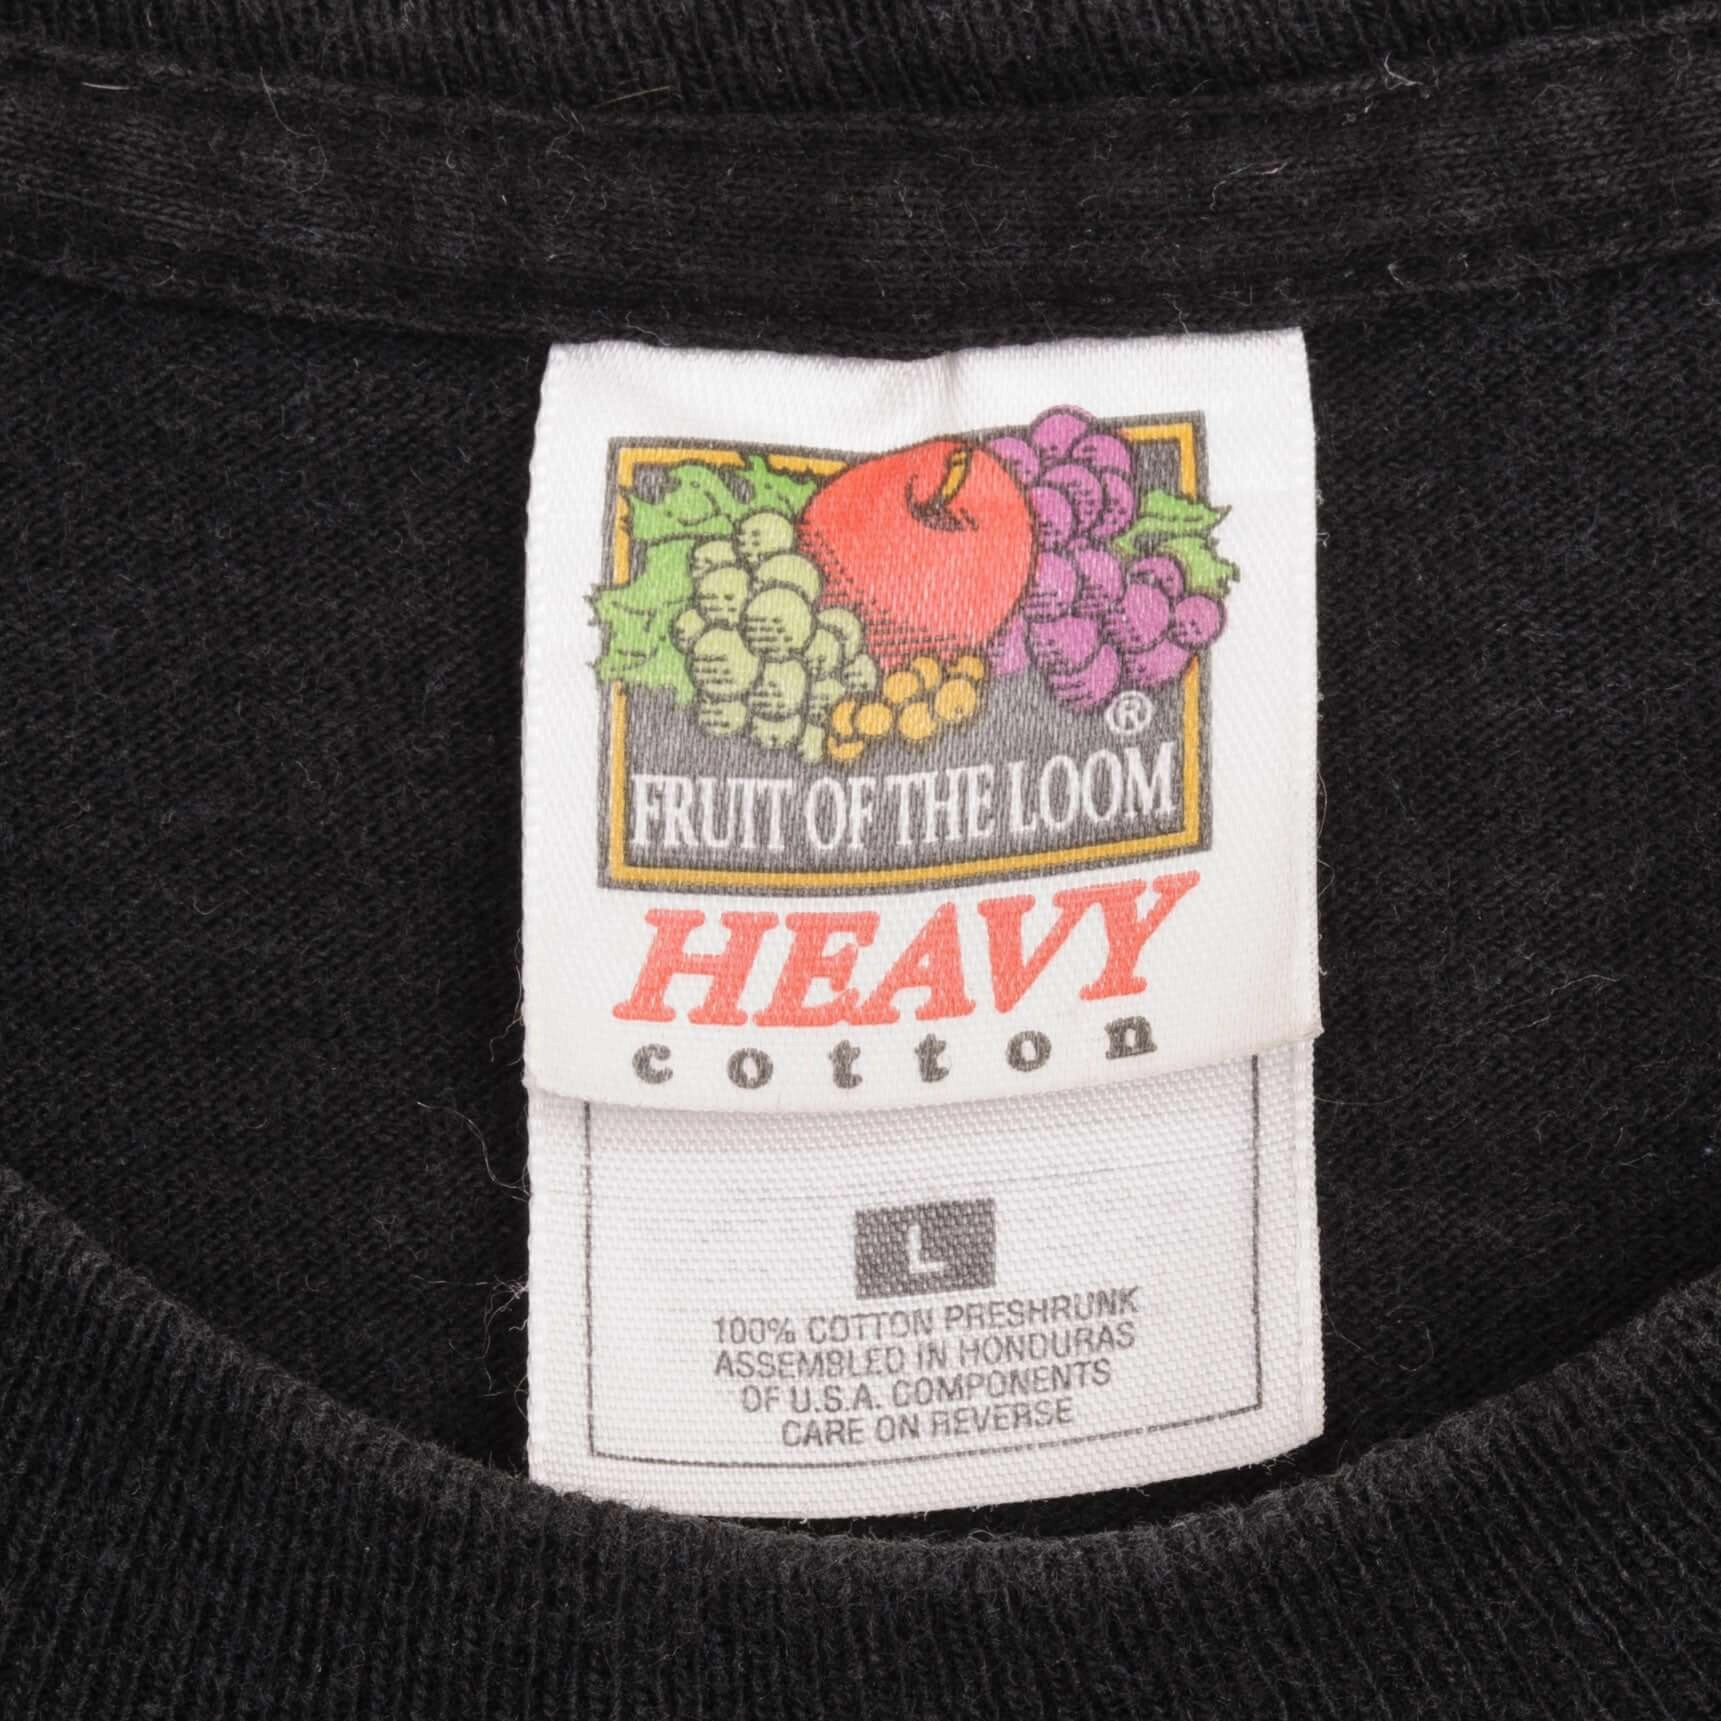 ®
FRUIT OF THE LOOM
HEAVY
cotton
L
100% COTTON PRESHRUNK
ASSEMBLED IN HONDURAS
OF U.S.A. COMPONENTS
CARE ON REVERSE